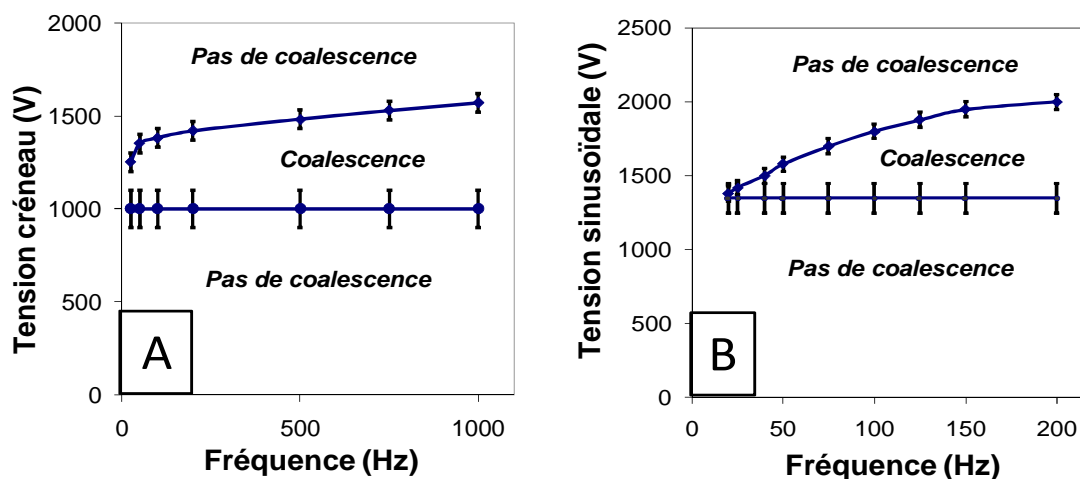 Tension créneau (V)
2000
1500
1000
500
0
Pas de coalescence
Coalescence
Pas de coalescence
A
0 500 1000
Fréquence (Hz)
Tension sinusoïdale (V)
2500
2000
1500
1000
500
0
Pas de coalescence
Coalescence
Pas de coalescence
B
0 50 100 150 200
Fréquence (Hz)